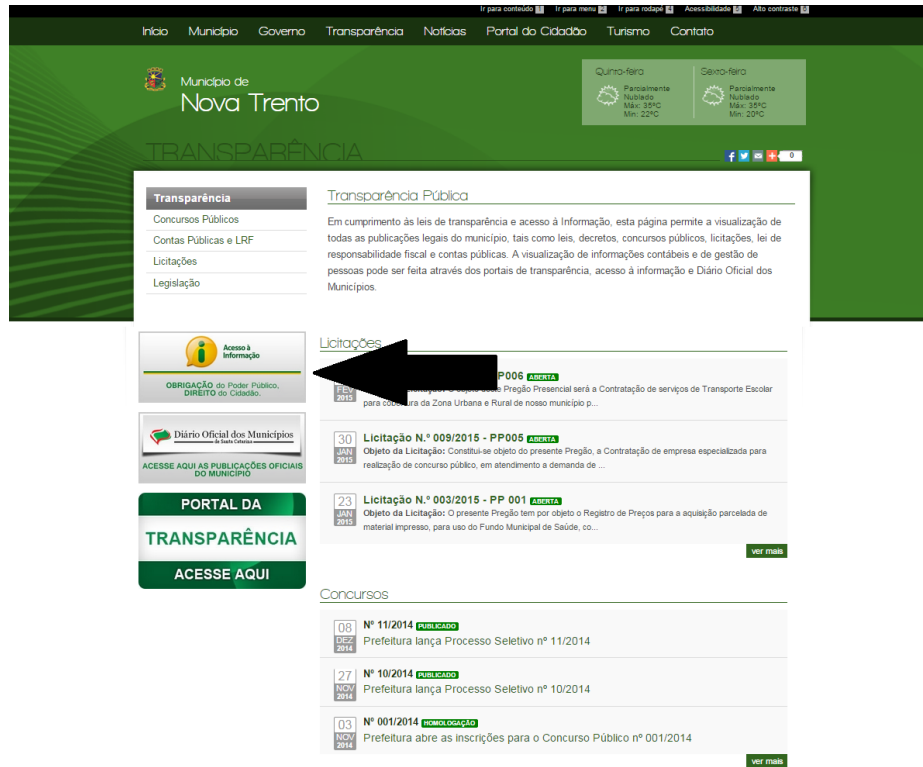 Ir para conteúdo 1 Ir para menu 2 Ir para rodapé 4 Acessibilidade 5 Alto contraste 6
Início Município Governo Transparência Notícias Portal do Cidadão Turismo Contato
Município de
Nova Trento
Quinta-feira
Parcialmente
Nublado
Máx: 35ºC
Min: 22ºC
Sexta-feira
Parcialmente
Nublado
Máx: 35ºC
Min: 20ºC
TRANSPARÊNCIA
0
Transparência
Concursos Públicos
Contas Públicas e LRF
Licitações
Legislação
Transparência Pública
Em cumprimento às leis de transparência e acesso à Informação, esta página permite a visualização de
todas as publicações legais do município, tais como leis, decretos, concursos públicos, licitações, lei de
responsabilidade fiscal e contas públicas. A visualização de informações contábeis e de gestão de
pessoas pode ser feita através dos portais de transparência, acesso à informação e Diário Oficial dos
Municípios.
Acesso à
Informação
OBRIGAÇÃO do Poder Público,
DIREITO do Cidadão.
Diário Oficial dos Municípios
de Santa Catarina
ACESSE AQUI AS PUBLICAÇÕES OFICIAIS
DO MUNICÍPIO
PORTAL DA
TRANSPARÊNCIA
ACESSE AQUI
Licitações
P006 ABERTA
FEV
2015
Pregão Presencial será a Contratação de serviços de Transporte Escolar
para cobertura da Zona Urbana e Rural de nosso município p...
30
JAN
2015
Licitação N.º 009/2015 - PP005 ABERTA
Objeto da Licitação: Constitui-se objeto do presente Pregão, a Contratação de empresa especializada para
realização de concurso público, em atendimento a demanda de ...
23
JAN
2015
Licitação N.º 003/2015 - PP 001 ABERTA
Objeto da Licitação: O presente Pregão tem por objeto o Registro de Preços para a aquisição parcelada de
material impresso, para uso do Fundo Municipal de Saúde, co...
ver mais
Concursos
08
DEZ
2014
Nº 11/2014 PUBLICADO
Prefeitura lança Processo Seletivo nº 11/2014
27
NOV
2014
Nº 10/2014 PUBLICADO
Prefeitura lança Processo Seletivo nº 10/2014
03
NOV
2014
Nº 001/2014 HOMOLOGAÇÃO
Prefeitura abre as inscrições para o Concurso Público nº 001/2014
ver mais